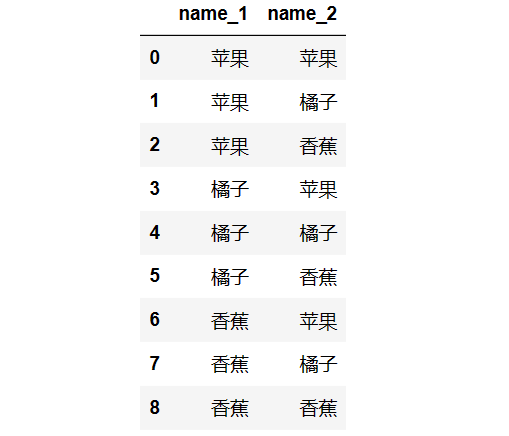 name_1 name_2
0 苹果 苹果
1 苹果 橘子
2 苹果 香蕉
3 橘子 苹果
4 橘子 橘子
5 橘子 香蕉
6 香蕉 苹果
7 香蕉 橘子
8 香蕉 香蕉